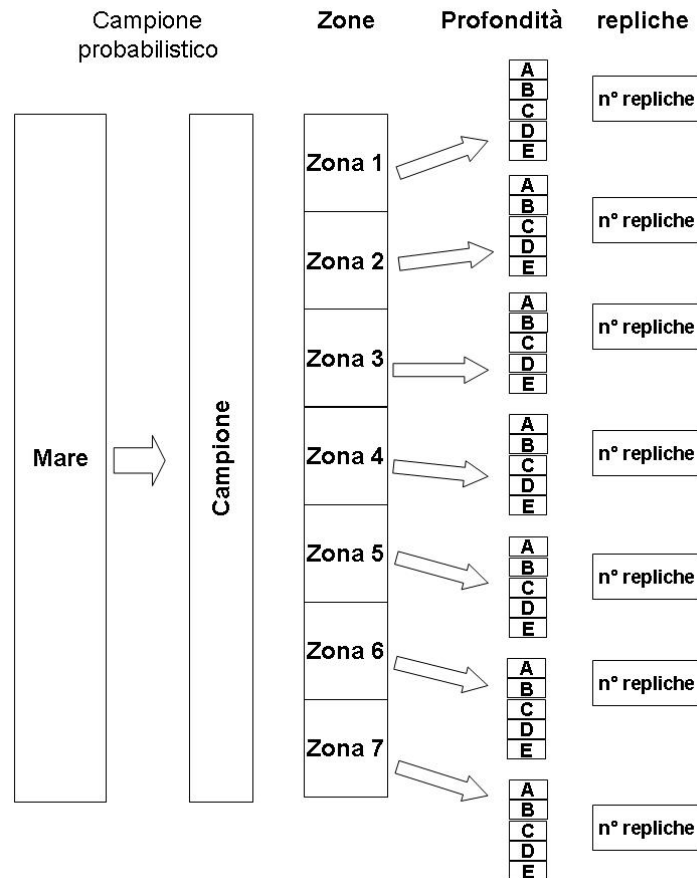 Campione
probabilistico
Zone
Profondità
repliche
Mare
Campione
Zona 1
Zona 2
Zona 3
Zona 4
Zona 5
Zona 6
Zona 7
A
B
C
D
E
n° repliche
A
B
C
D
E
n° repliche
A
B
C
D
E
n° repliche
A
B
C
D
E
n° repliche
A
B
C
D
E
n° repliche
A
B
C
D
E
n° repliche
A
B
C
D
E
n° repliche